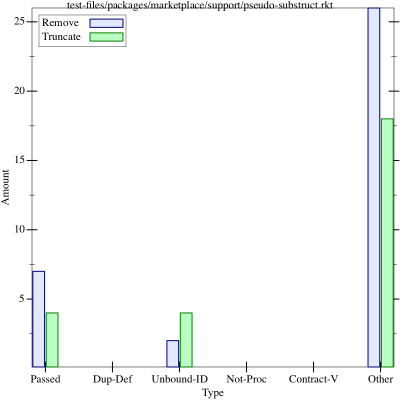 test-files/packages/marketplace/support/pseudo-substruct.rkt
Remove
Truncate
25
20
15
10
5
Amount
Passed Dup-Def Unbound-ID Not-Proc Contract-V Other
Type